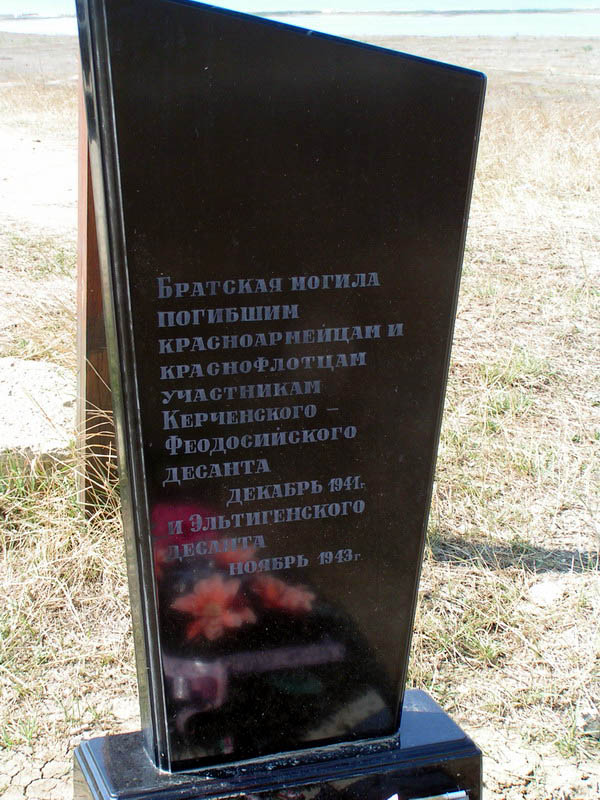 Братская могила
погибшим
красноармейцам и
краснофлотцам
участникам
Керченского –
Феодосийского
десанта
декабрь 1941г.
и Эльтигенского
десанта
ноябрь 1943г.